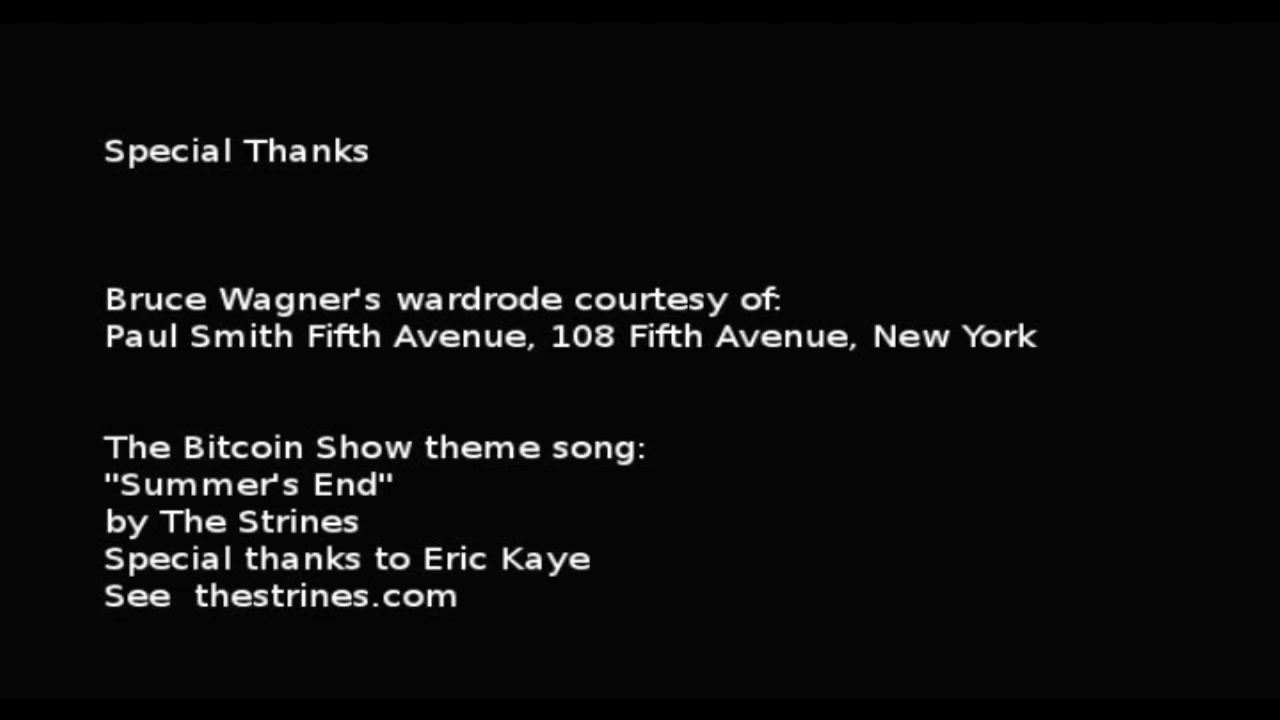 Special Thanks
Bruce Wagner's wardrode courtesy of:
Paul Smith Fifth Avenue, 108 Fifth Avenue, New York
The Bitcoin Show theme song:
"Summer's End"
by The Strines
Special thanks to Eric Kaye
See  thestrines.com